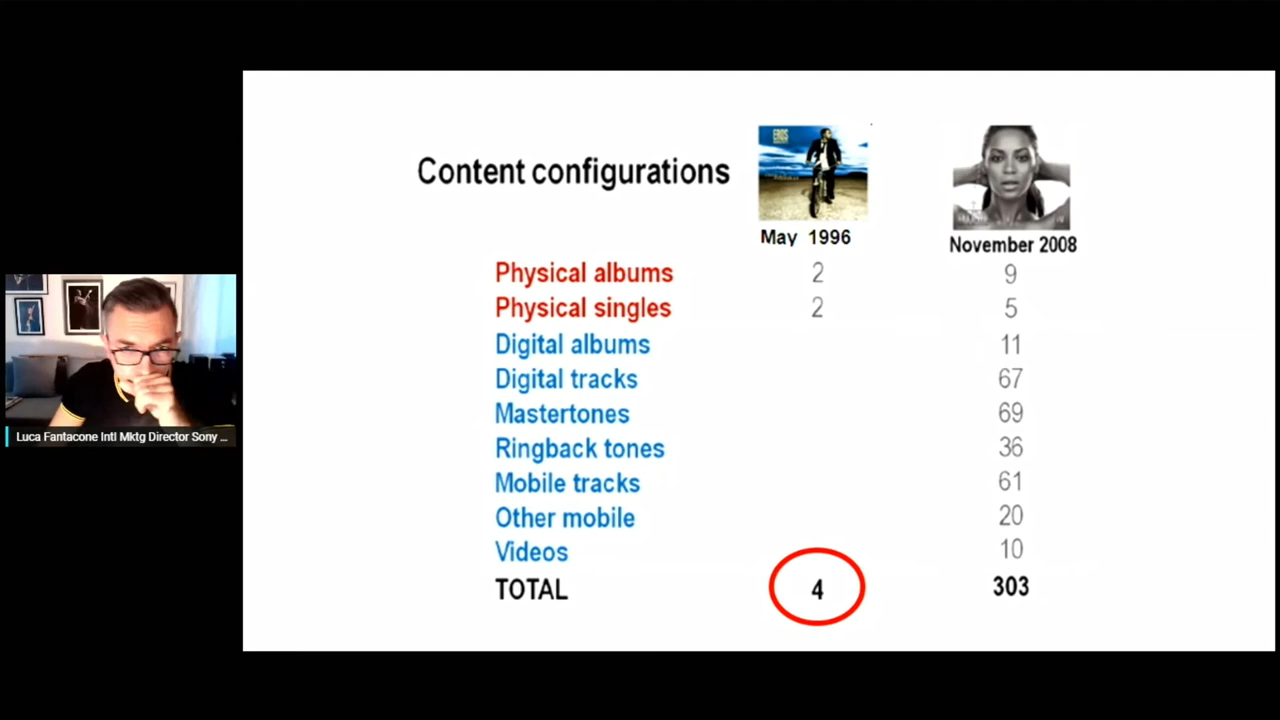 Content configurations
EROS
May 1996
November 2008
Physical albums 2 9
Physical singles 2 5
Digital albums 11
Digital tracks 67
Mastertones 69
Ringback tones 36
Mobile tracks 61
Other mobile 20
Videos 10
TOTAL 4 303
Luca Fantacone Intl Mktg Director Sony ...